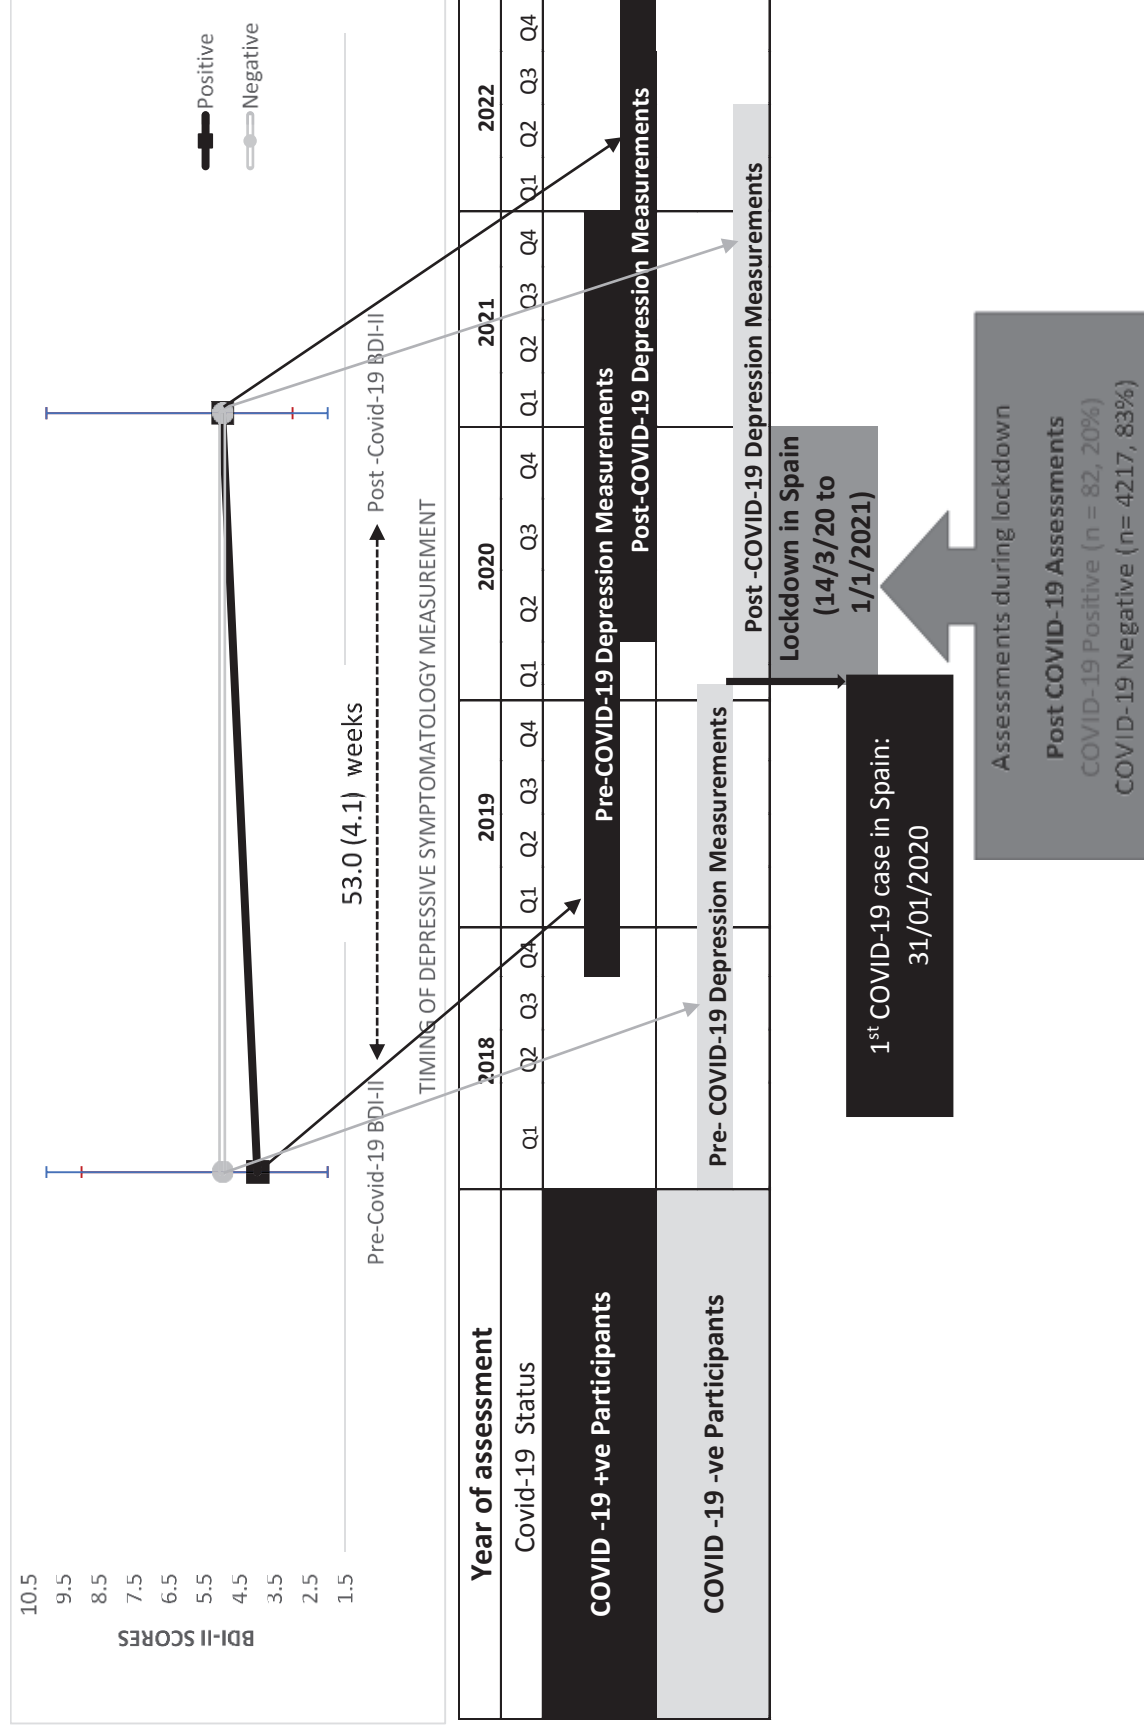 10.5
9.5
8.5
7.5
6.5
5.5
4.5
3.5
2.5
1.5
BDI-II SCORES
Positive
Negative
53.0 (4.1) weeks
Pre-Covid-19 BDI-II
Post -Covid-19 BDI-II
TIMING OF DEPRESSIVE SYMPTOMATOLOGY MEASUREMENT
Year of assessment 2018 2019 2020 2021 2022
Covid-19 Status Q1 Q2 Q3 Q4 Q1 Q2 Q3 Q4 Q1 Q2 Q3 Q4 Q1 Q2 Q3 Q4 Q1 Q2 Q3 Q4
COVID -19 +ve Participants
Pre-COVID-19 Depression Measurements
Post-COVID-19 Depression Measurements
COVID -19 -ve Participants
Pre- COVID-19 Depression Measurements
Post -COVID-19 Depression Measurements
Lockdown in Spain
(14/3/20 to
1/1/2021)
1st COVID-19 case in Spain:
31/01/2020
Assessments during lockdown
Post COVID-19 Assessments
COVID-19 Positive (n = 82, 20%)
COVID-19 Negative (n= 4217, 83%)